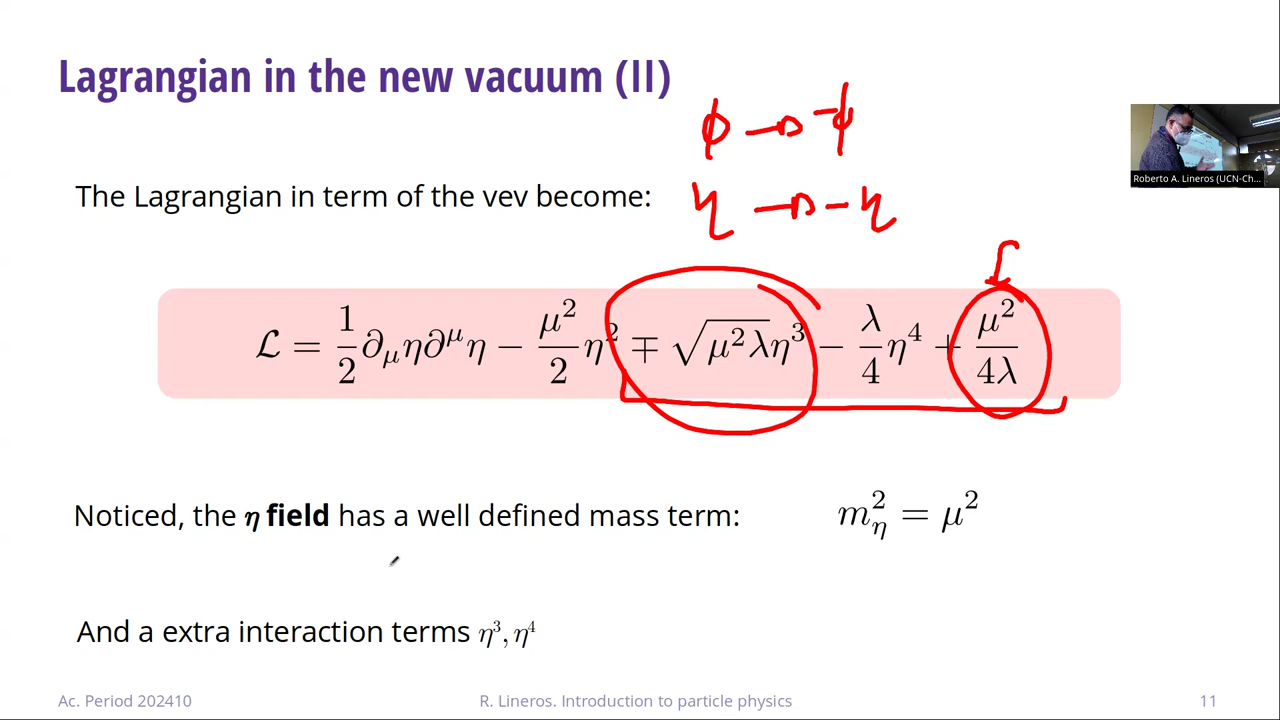 Lagrangian in the new vacuum (II)
ϕ → -ϕ
Roberto A. Lineros (UCN-Ch...
The Lagrangian in term of the vev become:
η → -η
ℒ = 1/2 ∂_μ η ∂^μ η − μ²/2 η² ∓ √(μ²λ) η³ − λ/4 η⁴ + μ²/4λ
Noticed, the η field has a well defined mass term: m_η² = μ²
And a extra interaction terms η³, η⁴
Ac. Period 202410
R. Lineros. Introduction to particle physics
11